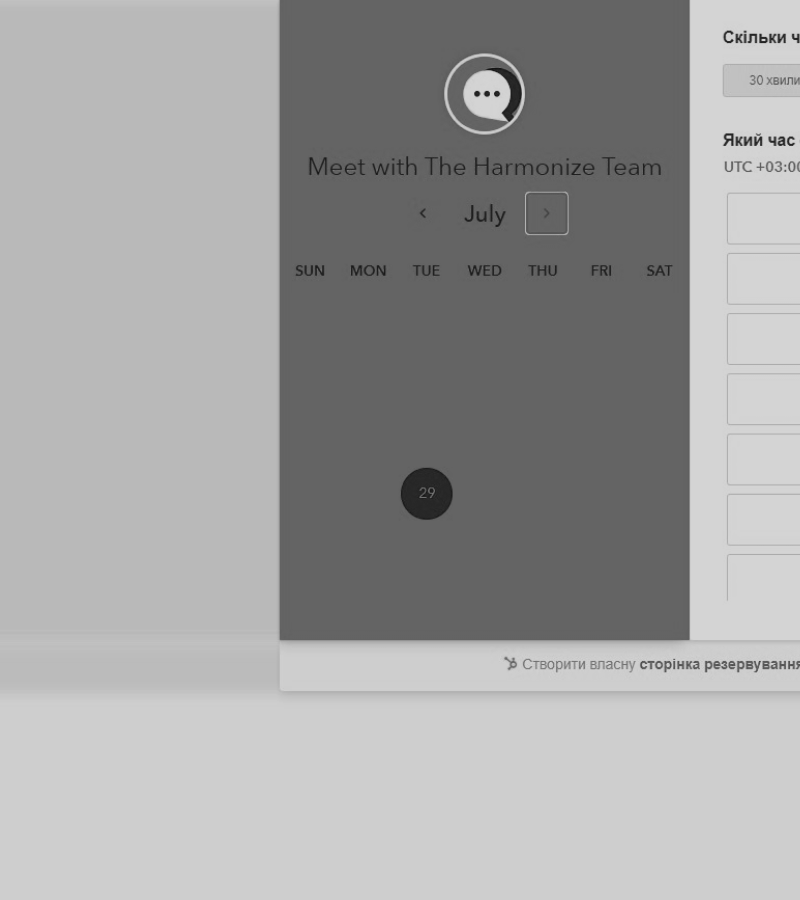 Meet with The Harmonize Team
July
SUN MON TUE WED THU FRI SAT
29
Скільки ч
30 хвили
Який час
UTC +03:00
Створити власну сторінка резервування